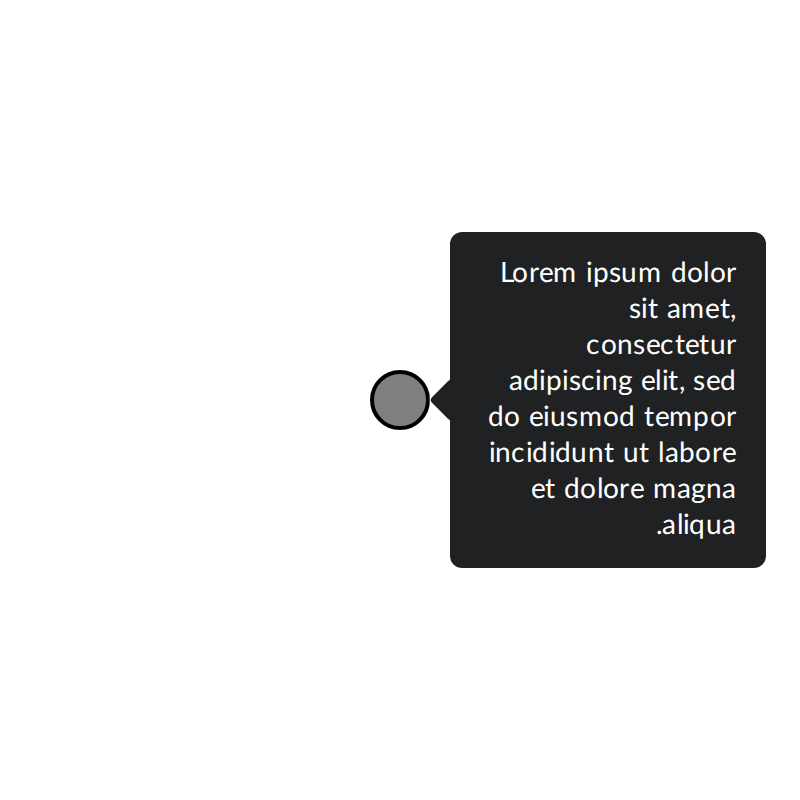 Lorem ipsum dolor
sit amet,
consectetur
adipiscing elit, sed
do eiusmod tempor
incididunt ut labore
et dolore magna
.aliqua